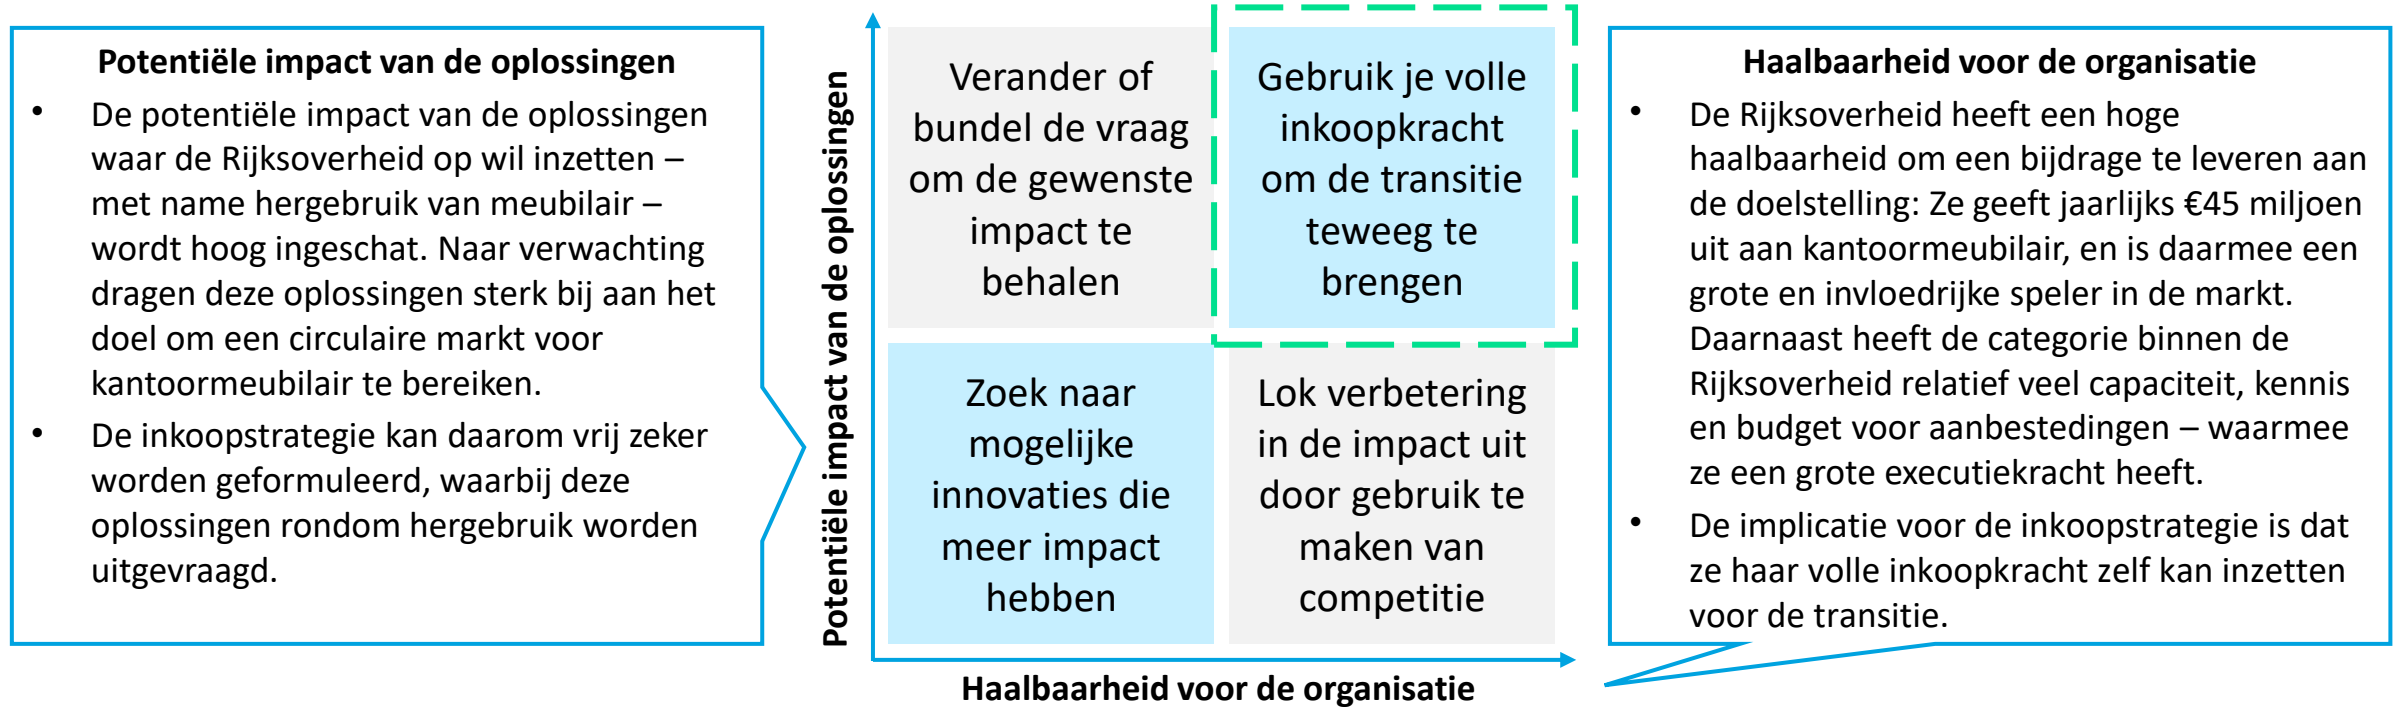 Potentiële impact van de oplossingen
• De potentiële impact van de oplossingen
waar de Rijksoverheid op wil inzetten –
met name hergebruik van meubilair –
wordt hoog ingeschat. Naar verwachting
dragen deze oplossingen sterk bij aan het
doel om een circulaire markt voor
kantoormeubilair te bereiken.
• De inkoopstrategie kan daarom vrij zeker
worden geformuleerd, waarbij deze
oplossingen rondom hergebruik worden
uitgevraagd.
Potentiële impact van de oplossingen
Verander of
bundel de vraag
om de gewenste
impact te
behalen
Gebruik je volle
inkoopkracht
om de transitie
teweeg te
brengen
Zoek naar
mogelijke
innovaties die
meer impact
hebben
Lok verbetering
in de impact uit
door gebruik te
maken van
competitie
Haalbaarheid voor de organisatie
Haalbaarheid voor de organisatie
• De Rijksoverheid heeft een hoge
haalbaarheid om een bijdrage te leveren aan
de doelstelling: Ze geeft jaarlijks €45 miljoen
uit aan kantoormeubilair, en is daarmee een
grote en invloedrijke speler in de markt.
Daarnaast heeft de categorie binnen de
Rijksoverheid relatief veel capaciteit, kennis
en budget voor aanbestedingen – waarmee
ze een grote executiekracht heeft.
• De implicatie voor de inkoopstrategie is dat
ze haar volle inkoopkracht zelf kan inzetten
voor de transitie.